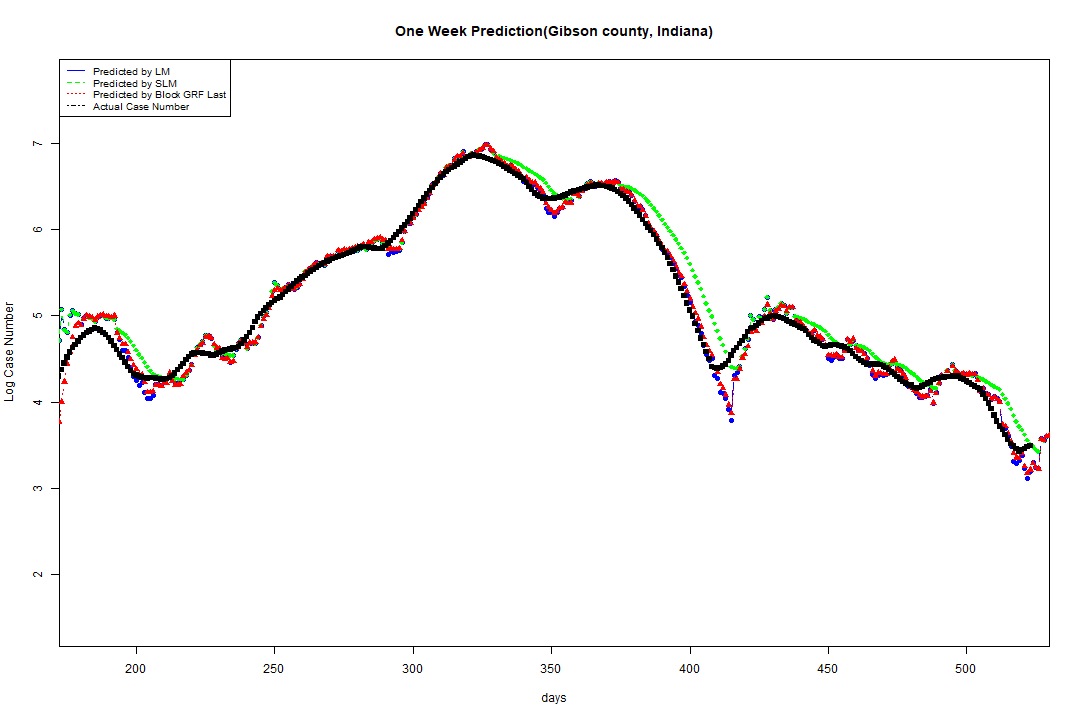 One Week Prediction(Gibson county, Indiana)
Predicted by LM
Predicted by SLM
Predicted by Block GRF Last
Actual Case Number
Log Case Number
7
6
5
4
3
2
200 250 300 350 400 450 500
days